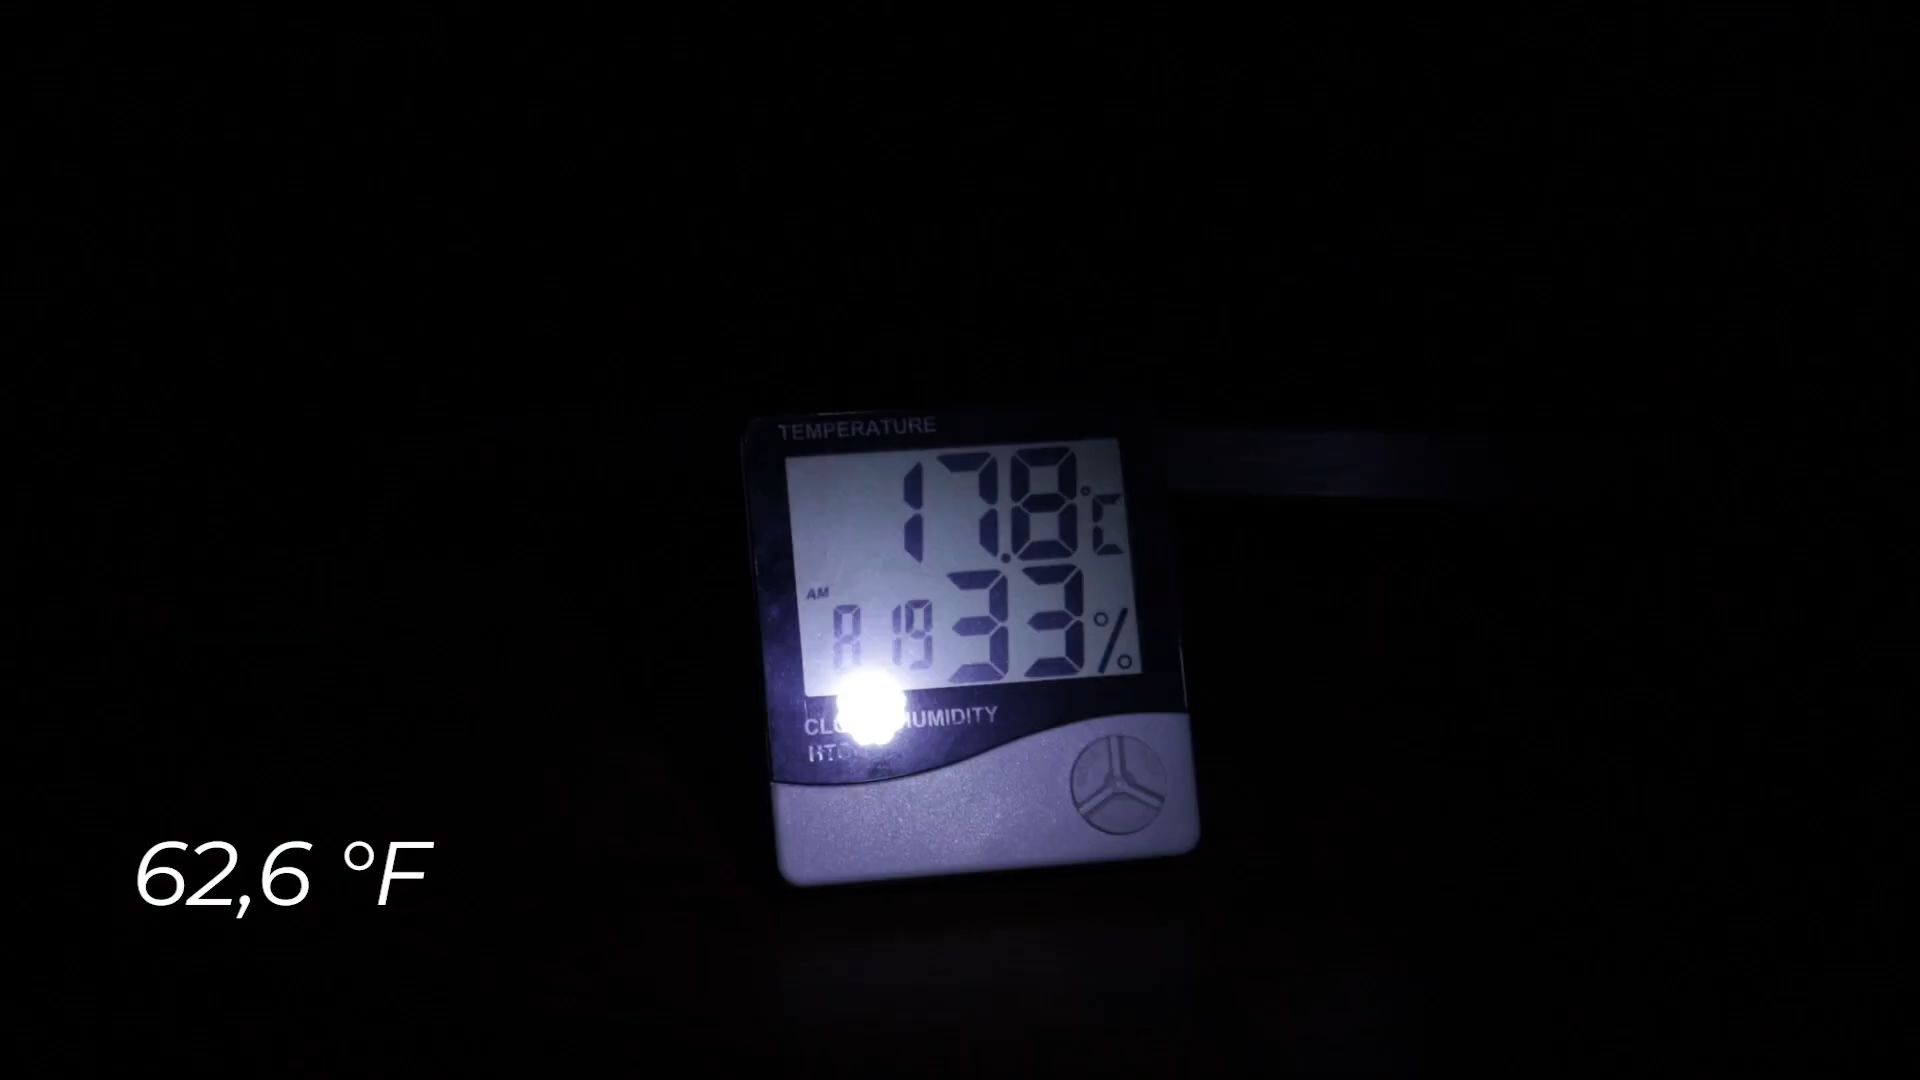 TEMPERATURE
17.8°C
AM
8 19 33%
HUMIDITY
62,6 °F